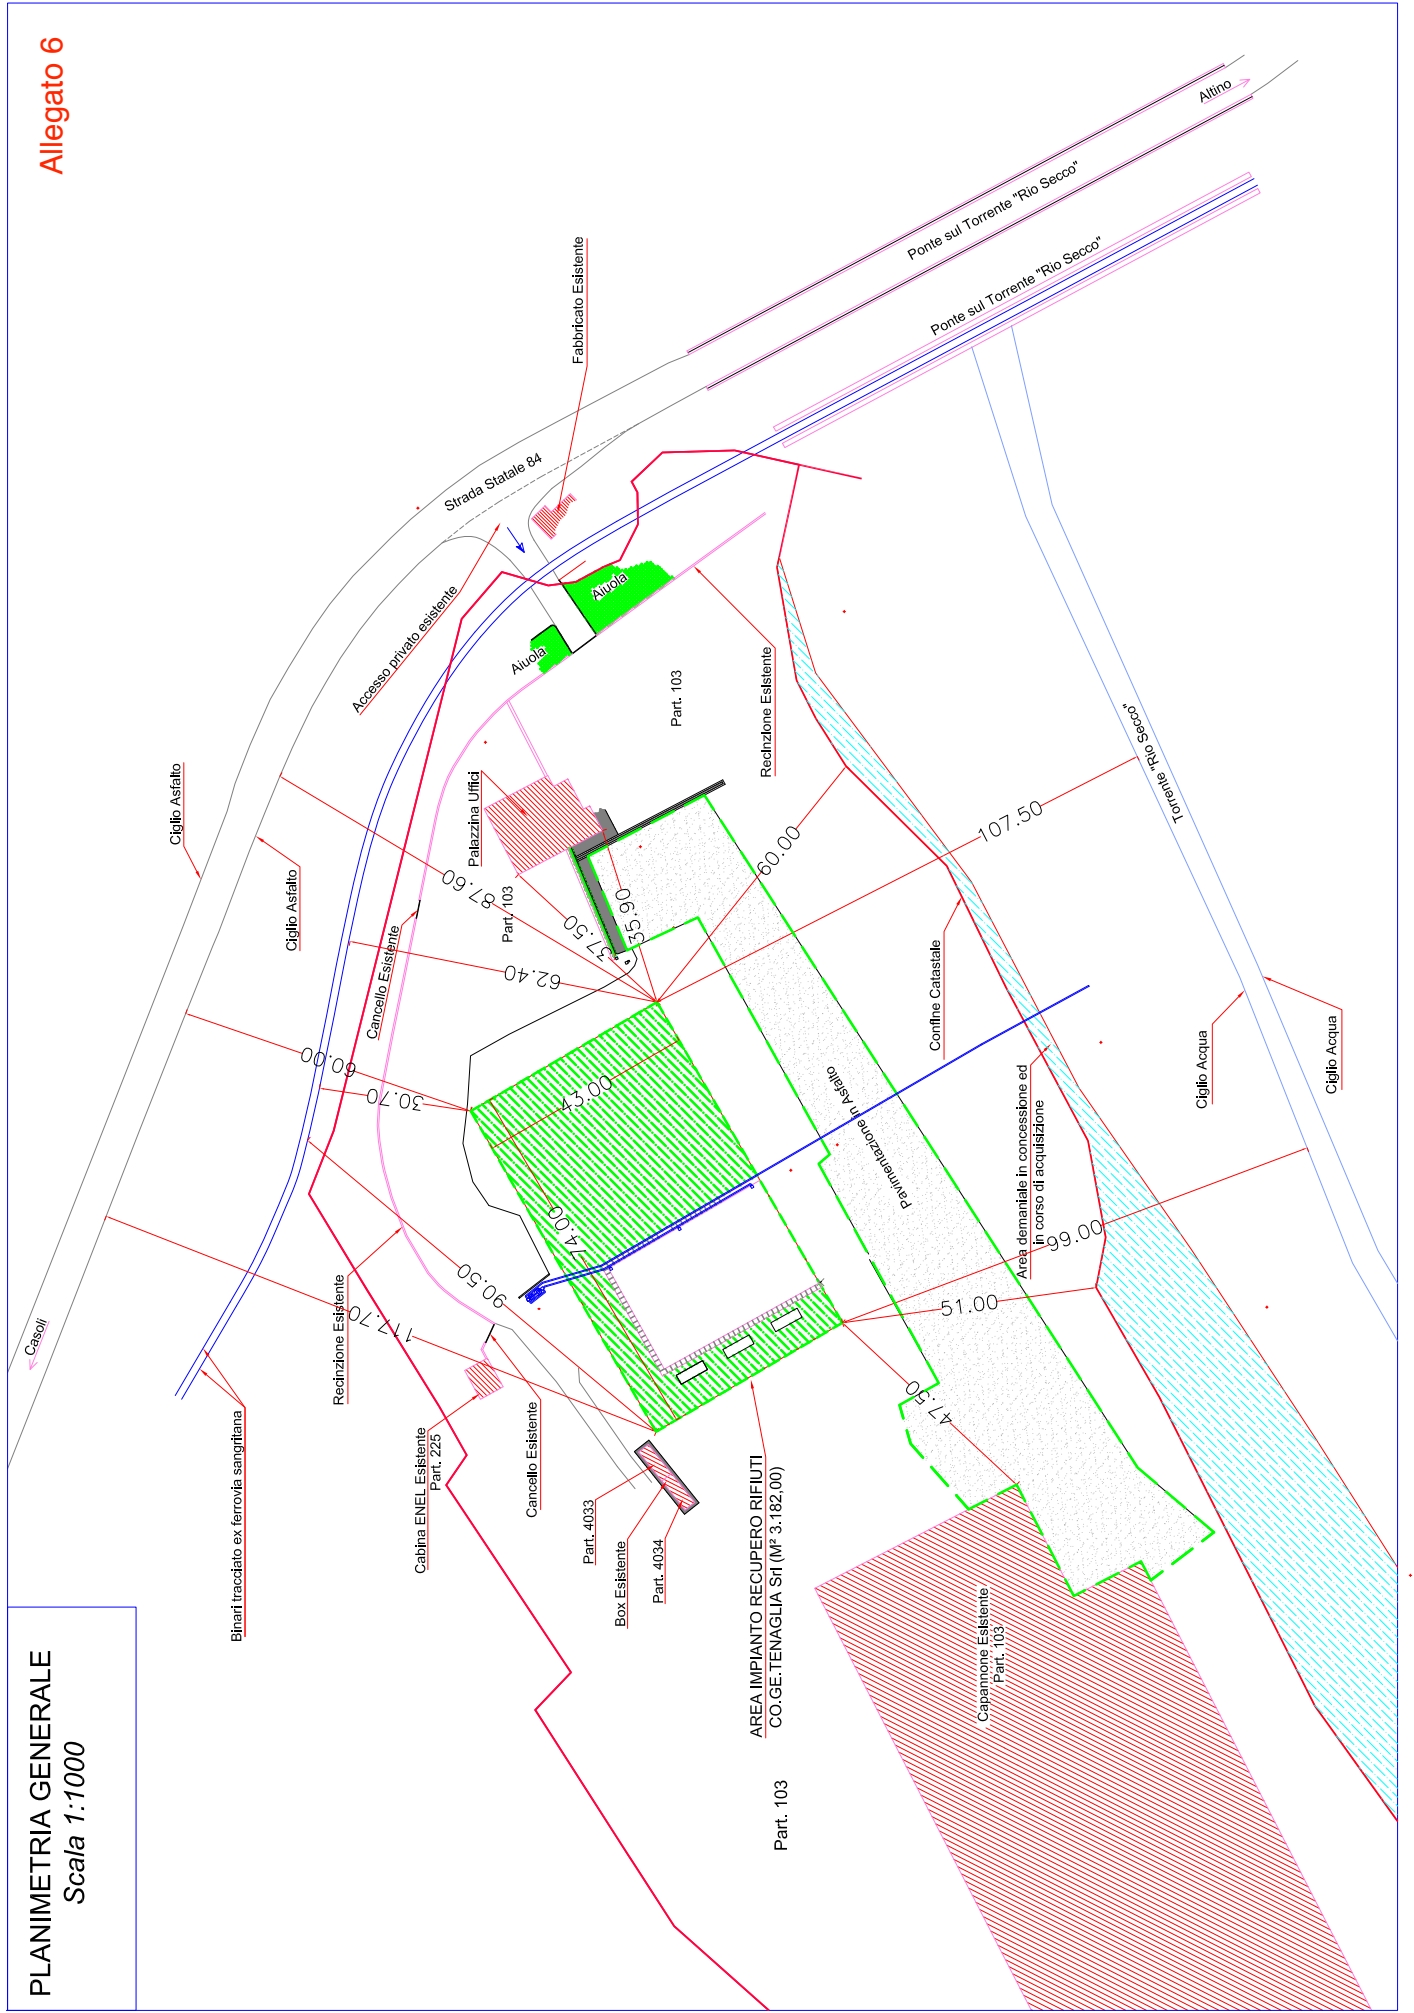 PLANIMETRIA GENERALE
Scala 1:1000
Allegato 6
Casoli
Ciglio Asfalto
Ciglio Asfalto
Binari tracciato ex ferrovia sangritana
Recinzione Esistente
Cabina ENEL Esistente
Part. 225
Cancello Esistente
Cancello Esistente
Accesso privato esistente
Strada Statale 84
Fabbricato Esistente
Altino
Ponte sul Torrente "Rio Secco"
Ponte sul Torrente "Rio Secco"
Aiuola
Aiuola
Palazzina Uffici
Part. 103
Part. 103
Recinzione Esistente
Part. 4033
Box Esistente
Part. 4034
AREA IMPIANTO RECUPERO RIFIUTI
CO.GE.TENAGLIA Srl (M² 3.182,00)
Part. 103
Pavimentazione in Asfalto
Capannone Esistente
Part. 103
Confine Catastale
Area demaniale in concessione ed
in corso di acquisizione
Torrente "Rio Secco"
Ciglio Acqua
Ciglio Acqua
117.70
90.50
60.00
30.70
62.40
87.60
37.50
35.90
43.00
74.00
60.00
107.50
99.00
51.00
47.50